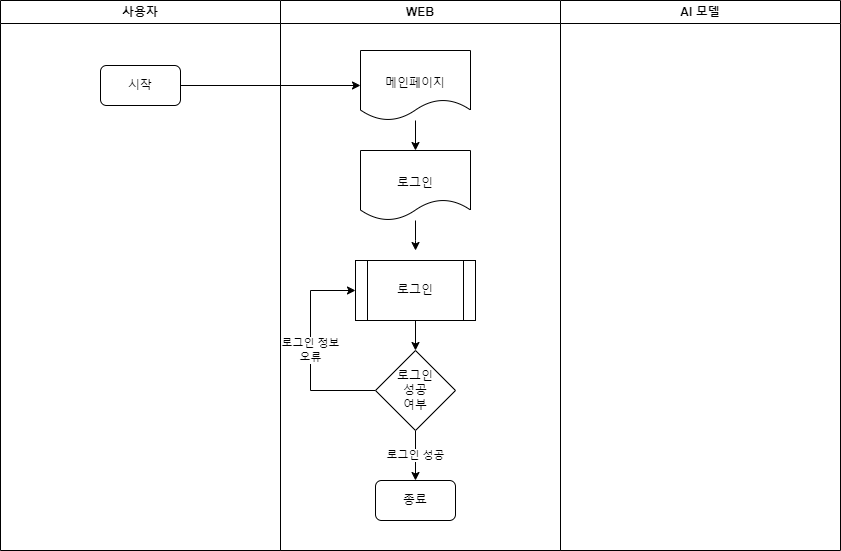 사용자
WEB
AI 모델
시작
메인페이지
로그인
로그인
로그인 정보
오류
로그인
성공
여부
로그인 성공
종료